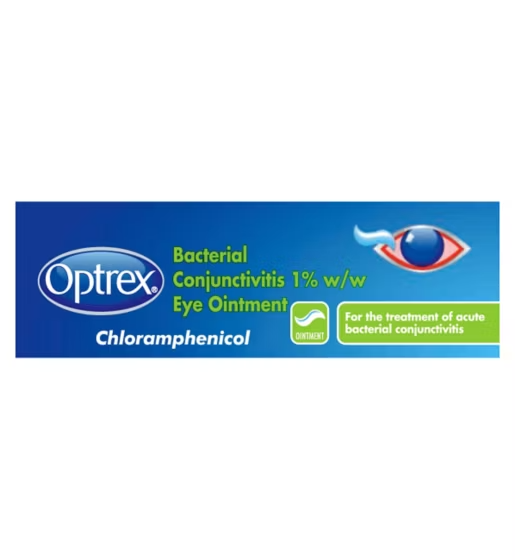 Optrex®
Bacterial
Conjunctivitis 1% w/w
Eye Ointment
Chloramphenicol
OINTMENT
For the treatment of acute
bacterial conjunctivitis